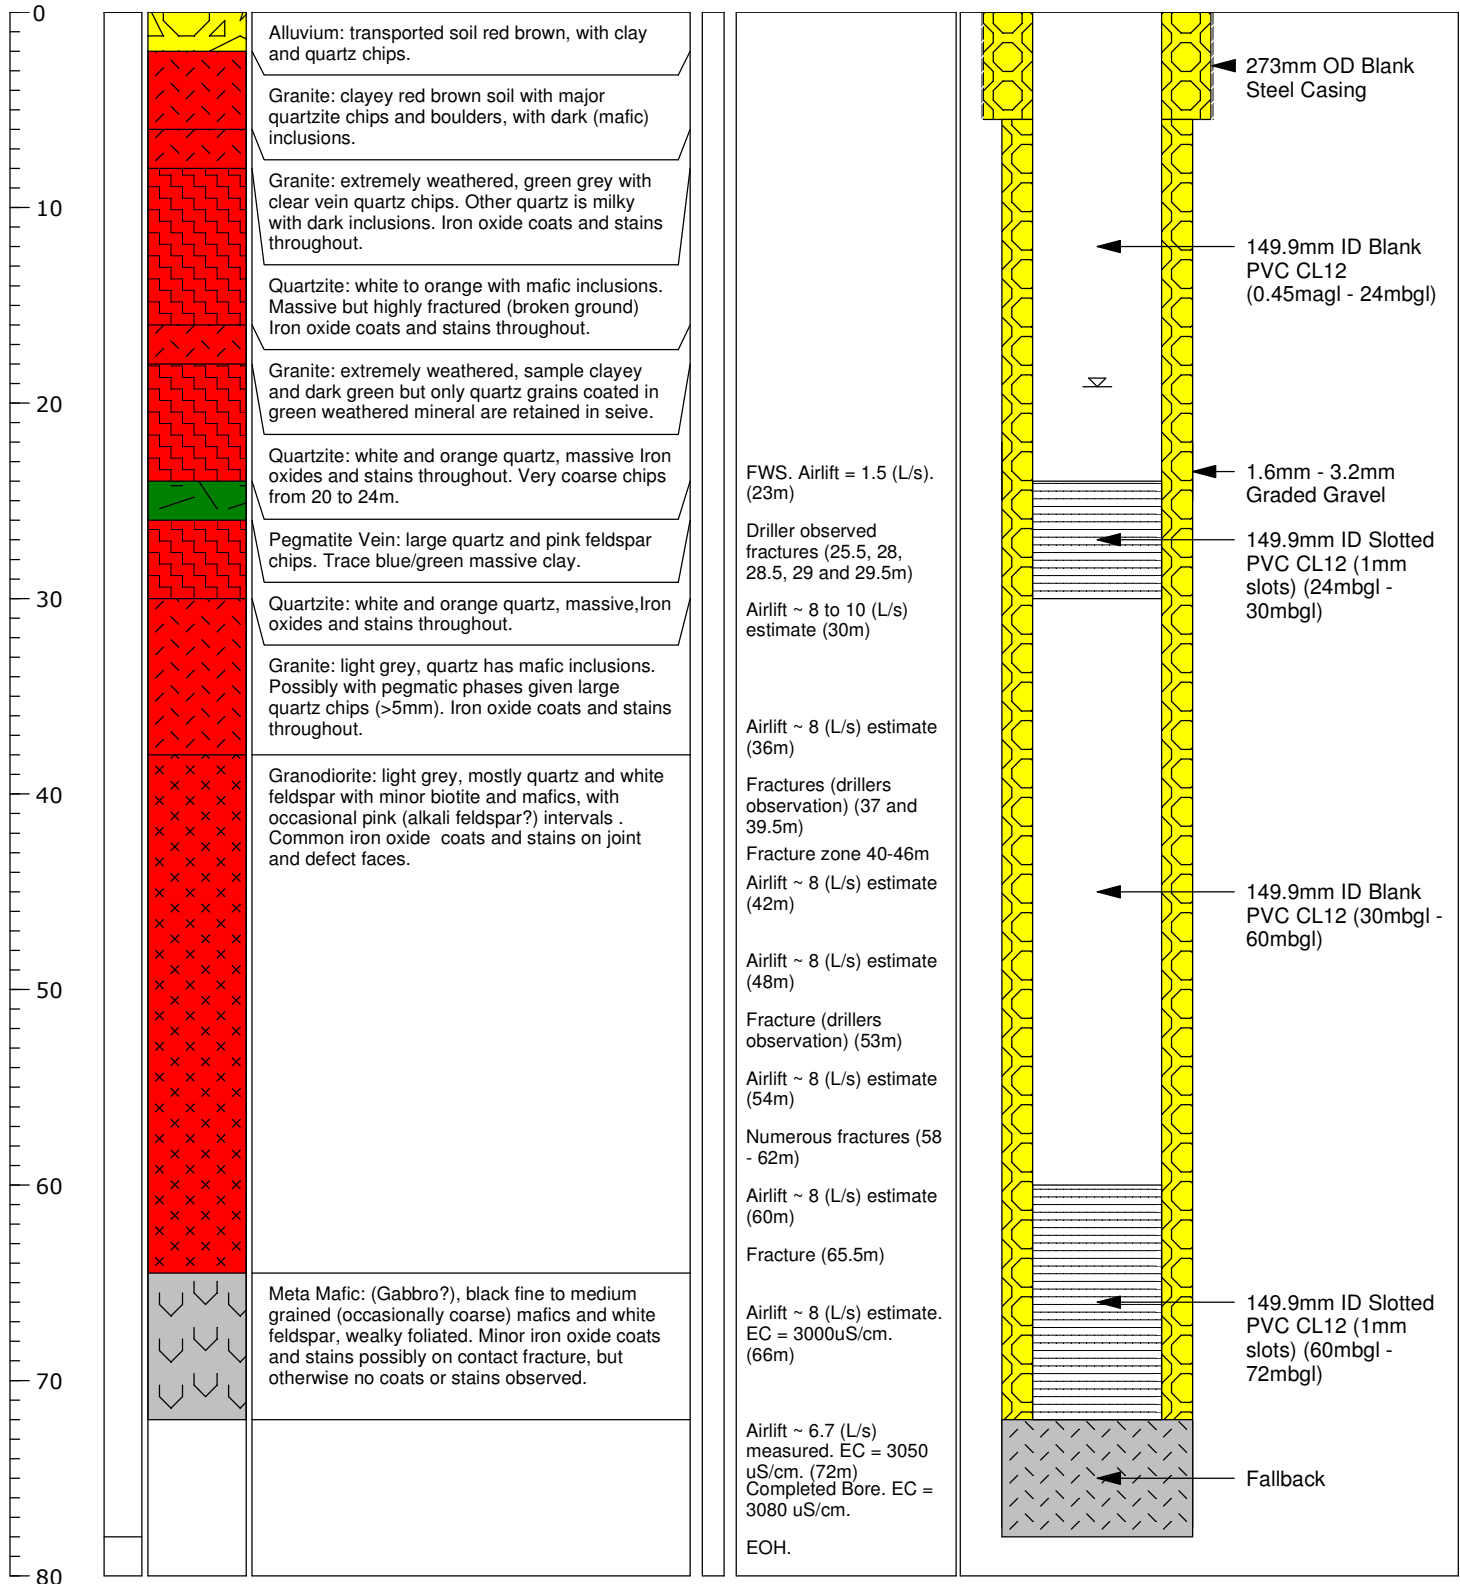 0
10
20
30
40
50
60
70
80
Alluvium: transported soil red brown, with clay
and quartz chips.
Granite: clayey red brown soil with major
quartzite chips and boulders, with dark (mafic)
inclusions.
Granite: extremely weathered, green grey with
clear vein quartz chips. Other quartz is milky
with dark inclusions. Iron oxide coats and stains
throughout.
Quartzite: white to orange with mafic inclusions.
Massive but highly fractured (broken ground)
Iron oxide coats and stains throughout.
Granite: extremely weathered, sample clayey
and dark green but only quartz grains coated in
green weathered mineral are retained in seive.
Quartzite: white and orange quartz, massive Iron
oxides and stains throughout. Very coarse chips
from 20 to 24m.
Pegmatite Vein: large quartz and pink feldspar
chips. Trace blue/green massive clay.
Quartzite: white and orange quartz, massive,Iron
oxides and stains throughout.
Granite: light grey, quartz has mafic inclusions.
Possibly with pegmatic phases given large
quartz chips (>5mm). Iron oxide coats and stains
throughout.
Granodiorite: light grey, mostly quartz and white
feldspar with minor biotite and mafics, with
occasional pink (alkali feldspar?) intervals .
Common iron oxide  coats and stains on joint
and defect faces.
Meta Mafic: (Gabbro?), black fine to medium
grained (occasionally coarse) mafics and white
feldspar, wealky foliated. Minor iron oxide coats
and stains possibly on contact fracture, but
otherwise no coats or stains observed.
FWS. Airlift = 1.5 (L/s).
(23m)
Driller observed
fractures (25.5, 28,
28.5, 29 and 29.5m)
Airlift ~ 8 to 10 (L/s)
estimate (30m)
Airlift ~ 8 (L/s) estimate
(36m)
Fractures (drillers
observation) (37 and
39.5m)
Fracture zone 40-46m
Airlift ~ 8 (L/s) estimate
(42m)
Airlift ~ 8 (L/s) estimate
(48m)
Fracture (drillers
observation) (53m)
Airlift ~ 8 (L/s) estimate
(54m)
Numerous fractures (58
- 62m)
Airlift ~ 8 (L/s) estimate
(60m)
Fracture (65.5m)
Airlift ~ 8 (L/s) estimate.
EC = 3000uS/cm.
(66m)
Airlift ~ 6.7 (L/s)
measured. EC = 3050
uS/cm. (72m)
Completed Bore. EC =
3080 uS/cm.
EOH.
273mm OD Blank
Steel Casing
149.9mm ID Blank
PVC CL12
(0.45magl - 24mbgl)
1.6mm - 3.2mm
Graded Gravel
149.9mm ID Slotted
PVC CL12 (1mm
slots) (24mbgl -
30mbgl)
149.9mm ID Blank
PVC CL12 (30mbgl -
60mbgl)
149.9mm ID Slotted
PVC CL12 (1mm
slots) (60mbgl -
72mbgl)
Fallback